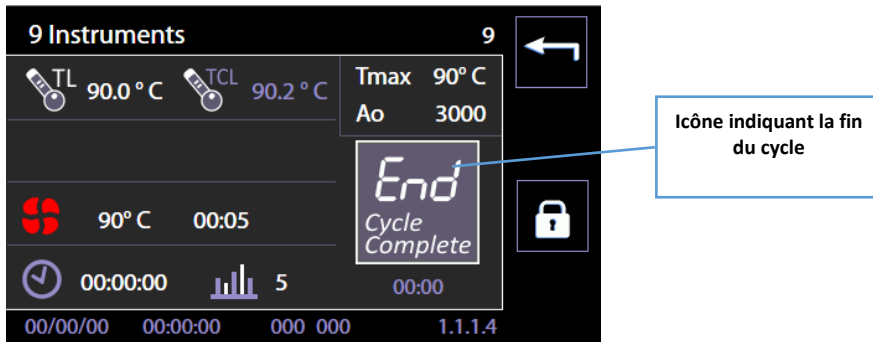 9 Instruments 9
TL 90.0 ° C TCL 90.2 ° C
Tmax 90° C
Ao 3000
Icône indiquant la fin
du cycle
End
Cycle
Complete
90° C 00:05
00:00:00 5
00:00
00/00/00 00:00:00 000 000 1.1.1.4